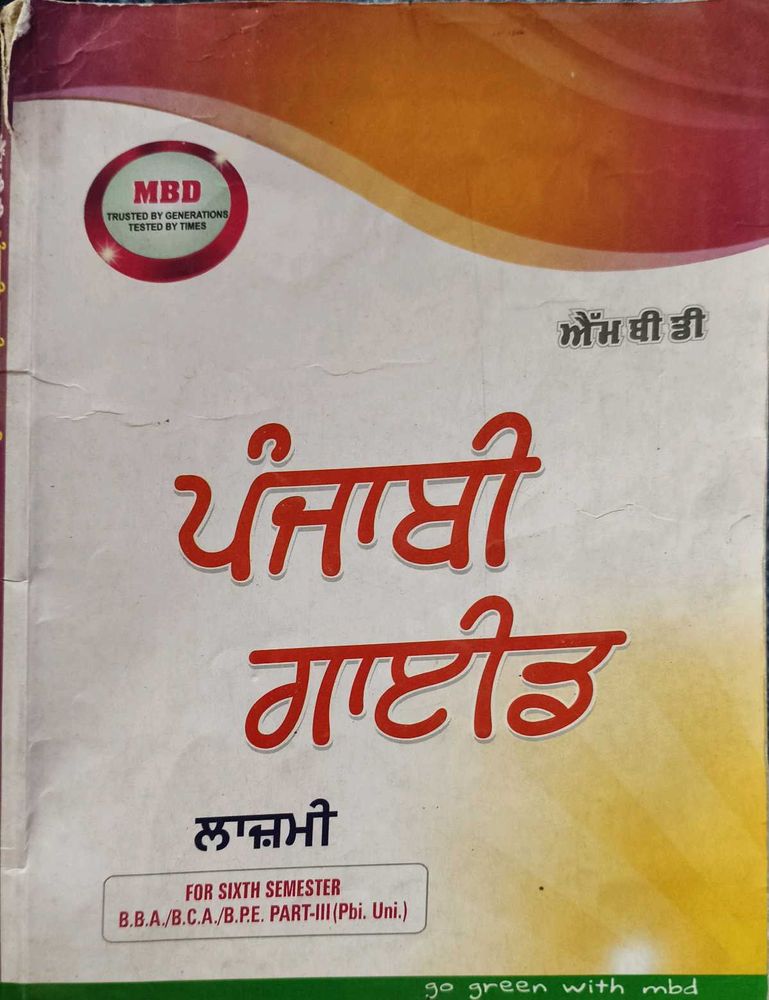 MBD
TRUSTED BY GENERATIONS
TESTED BY TIMES
ਐੱਮ ਬੀ ਡੀ
ਪੰਜਾਬੀ
ਗਾਈਡ
ਲਾਜ਼ਮੀ
FOR SIXTH SEMESTER
B.B.A./B.C.A./B.P.E. PART-III (Pbi. Uni.)
go green with mbd